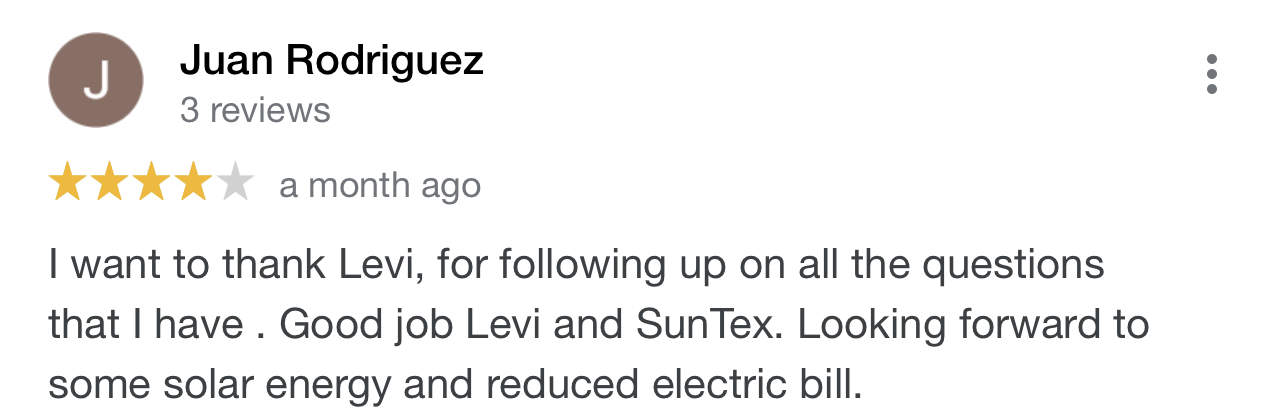 J
Juan Rodriguez
3 reviews
a month ago
I want to thank Levi, for following up on all the questions
that I have . Good job Levi and SunTex. Looking forward to
some solar energy and reduced electric bill.